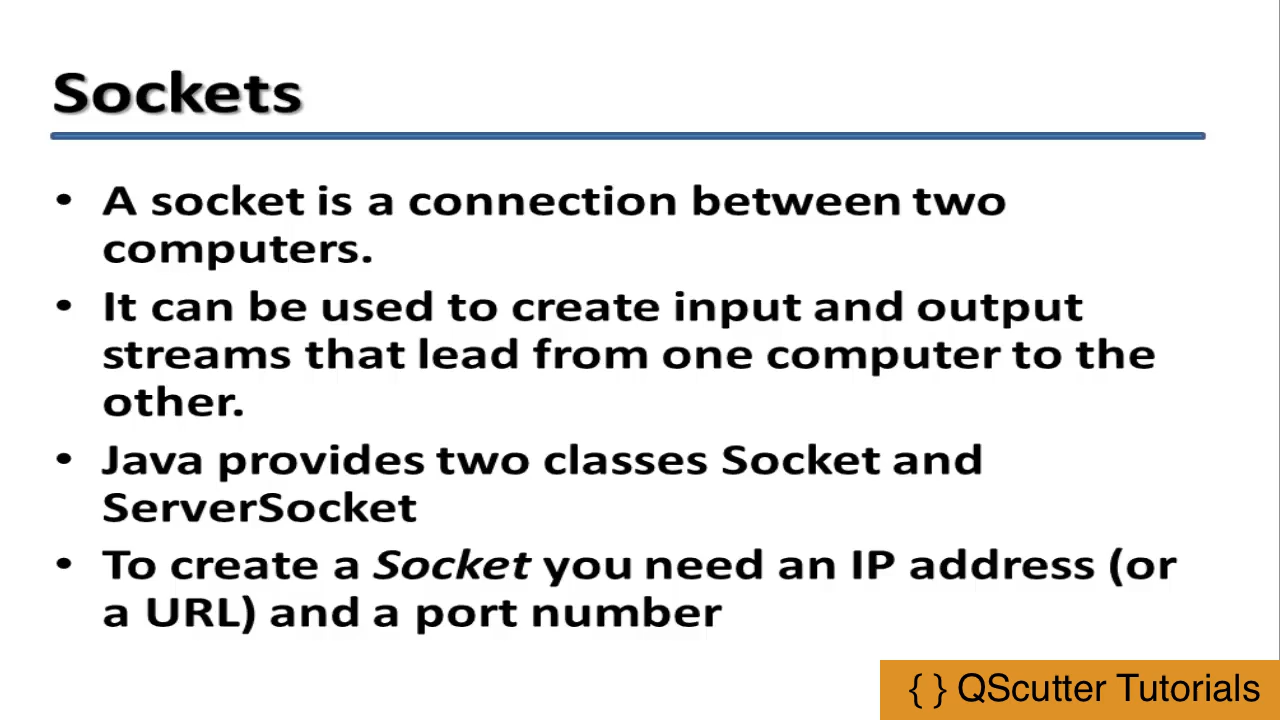 Sockets
• A socket is a connection between two
computers.
• It can be used to create input and output
streams that lead from one computer to the
other.
• Java provides two classes Socket and
ServerSocket
• To create a Socket you need an IP address (or
a URL) and a port number
{ } QScutter Tutorials